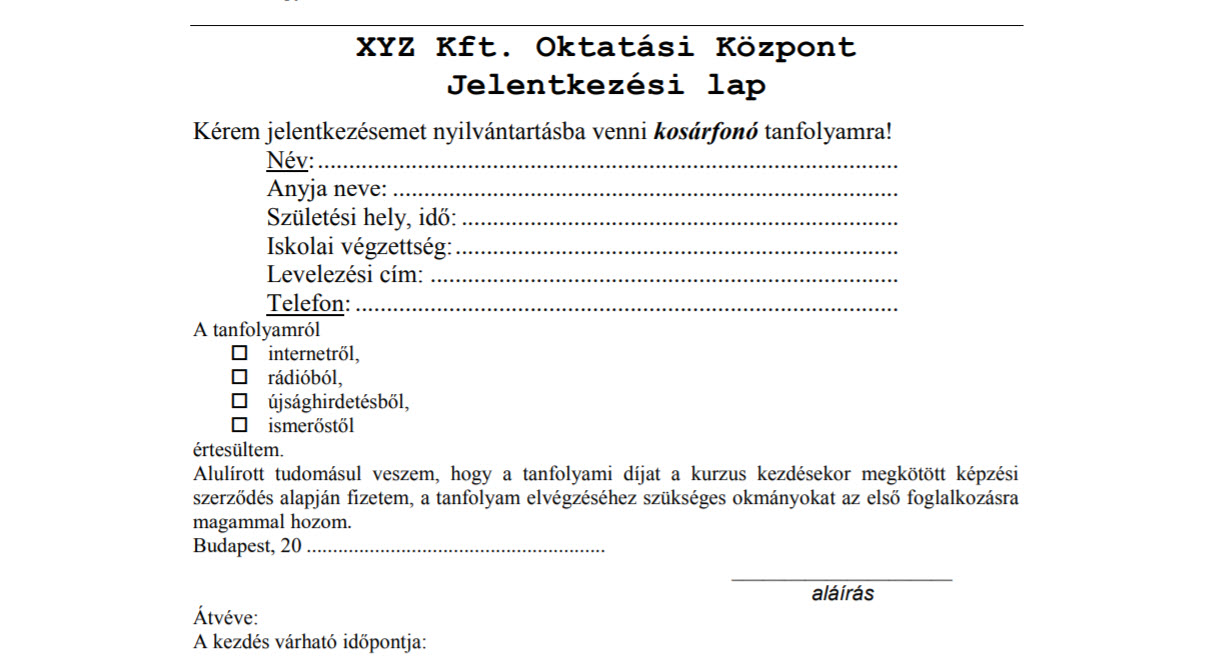 XYZ Kft. Oktatási Központ
Jelentkezési lap
Kérem jelentkezésemet nyilvántartásba venni kosárfonó tanfolyamra!
Név:..........................................................................................
Anyja neve: ................................................................................
Születési hely, idő: .....................................................................
Iskolai végzettség:......................................................................
Levelezési cím: ..........................................................................
Telefon: ......................................................................................
A tanfolyamról
☐ internetről,
☐ rádióból,
☐ újsághirdetésből,
☐ ismerőstől
értesültem.
Alulírott tudomásul veszem, hogy a tanfolyami díjat a kurzus kezdésekor megkötött képzési
szerződés alapján fizetem, a tanfolyam elvégzéséhez szükséges okmányokat az első foglalkozásra
magammal hozom.
Budapest, 20 .........................................................
aláírás
Átvéve:
A kezdés várható időpontja: